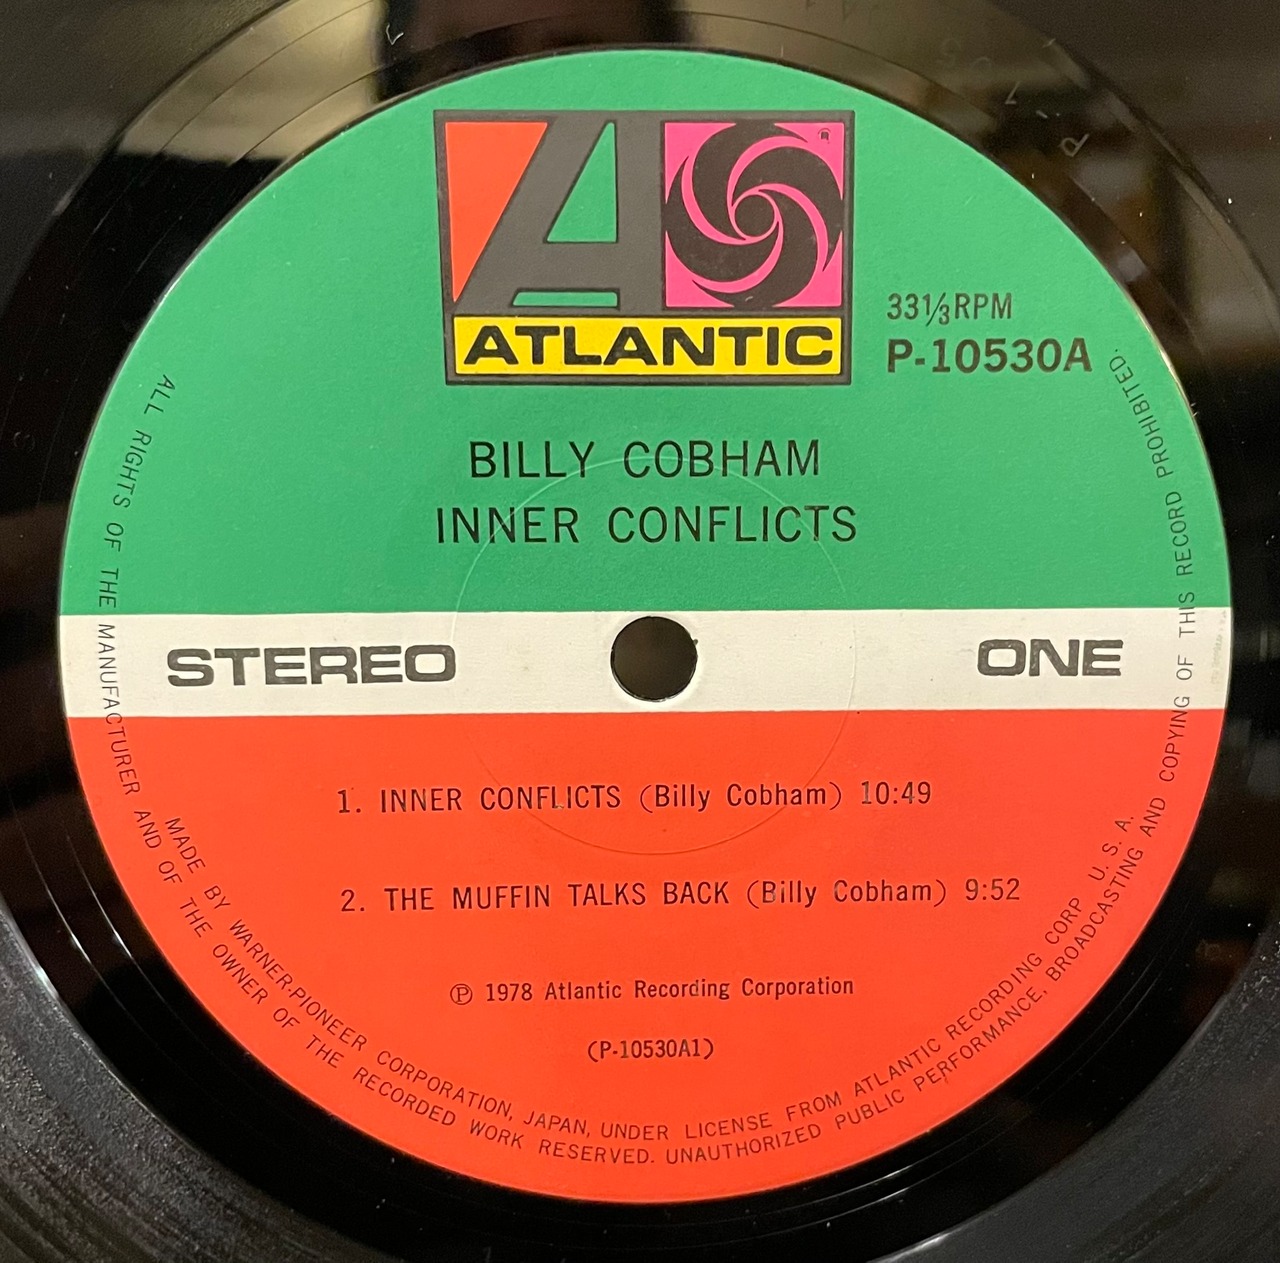 ATLANTIC
®
33⅓RPM
P-10530A
BILLY COBHAM
INNER CONFLICTS
STEREO
ONE
1. INNER CONFLICTS (Billy Cobham) 10:49
2. THE MUFFIN TALKS BACK (Billy Cobham) 9:52
℗ 1978 Atlantic Recording Corporation
(P-10530A1)
MADE BY WARNER-PIONEER CORPORATION, JAPAN, UNDER LICENSE FROM ATLANTIC RECORDING CORP U. S. A.
ALL RIGHTS OF THE MANUFACTURER AND OF THE OWNER OF THE RECORDED WORK RESERVED. UNAUTHORIZED PUBLIC PERFORMANCE, BROADCASTING AND COPYING OF THIS RECORD PROHIBITED.